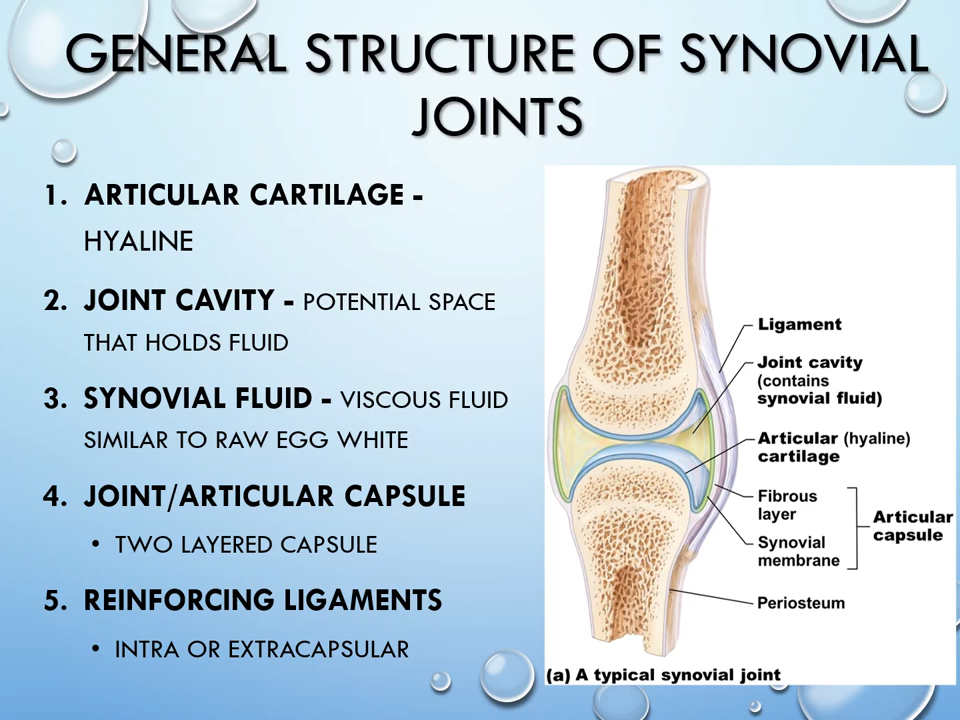 GENERAL STRUCTURE OF SYNOVIAL
JOINTS
1. ARTICULAR CARTILAGE -
HYALINE
2. JOINT CAVITY - POTENTIAL SPACE
THAT HOLDS FLUID
3. SYNOVIAL FLUID - VISCOUS FLUID
SIMILAR TO RAW EGG WHITE
4. JOINT/ARTICULAR CAPSULE
• TWO LAYERED CAPSULE
5. REINFORCING LIGAMENTS
• INTRA OR EXTRACAPSULAR
Ligament
Joint cavity
(contains
synovial fluid)
Articular (hyaline)
cartilage
Fibrous
layer
Synovial
membrane
Articular
capsule
Periosteum
(a) A typical synovial joint